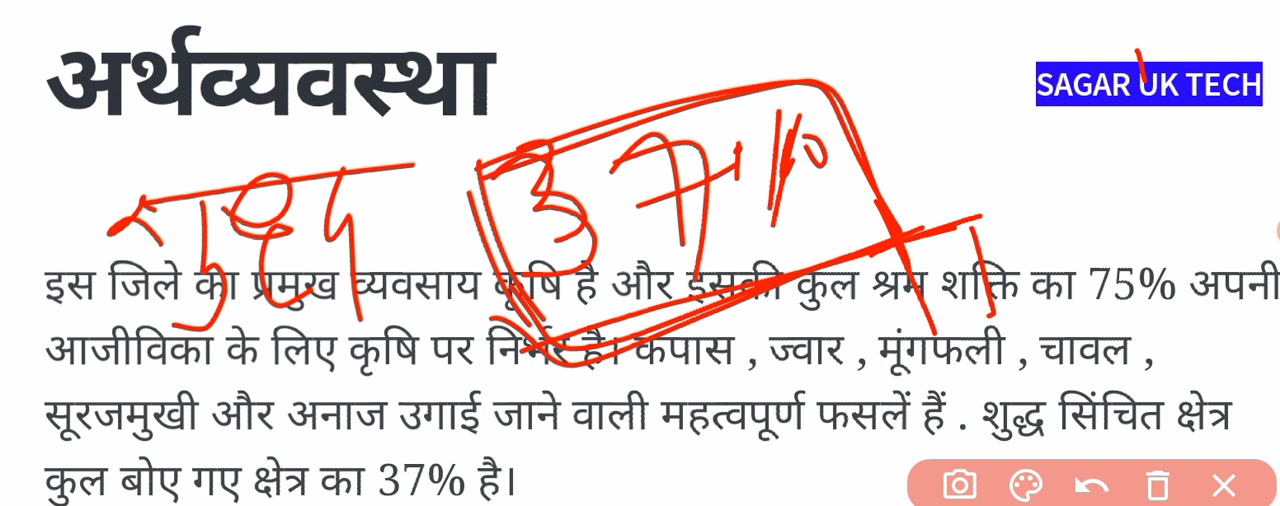 अर्थव्यवस्था
SAGAR UK TECH
37%
इस जिले का प्रमुख व्यवसाय कृषि है और इसकी कुल श्रम शक्ति का 75% अपनी
आजीविका के लिए कृषि पर निर्भर है। कपास , ज्वार , मूंगफली , चावल ,
सूरजमुखी और अनाज उगाई जाने वाली महत्वपूर्ण फसलें हैं . शुद्ध सिंचित क्षेत्र
कुल बोए गए क्षेत्र का 37% है।